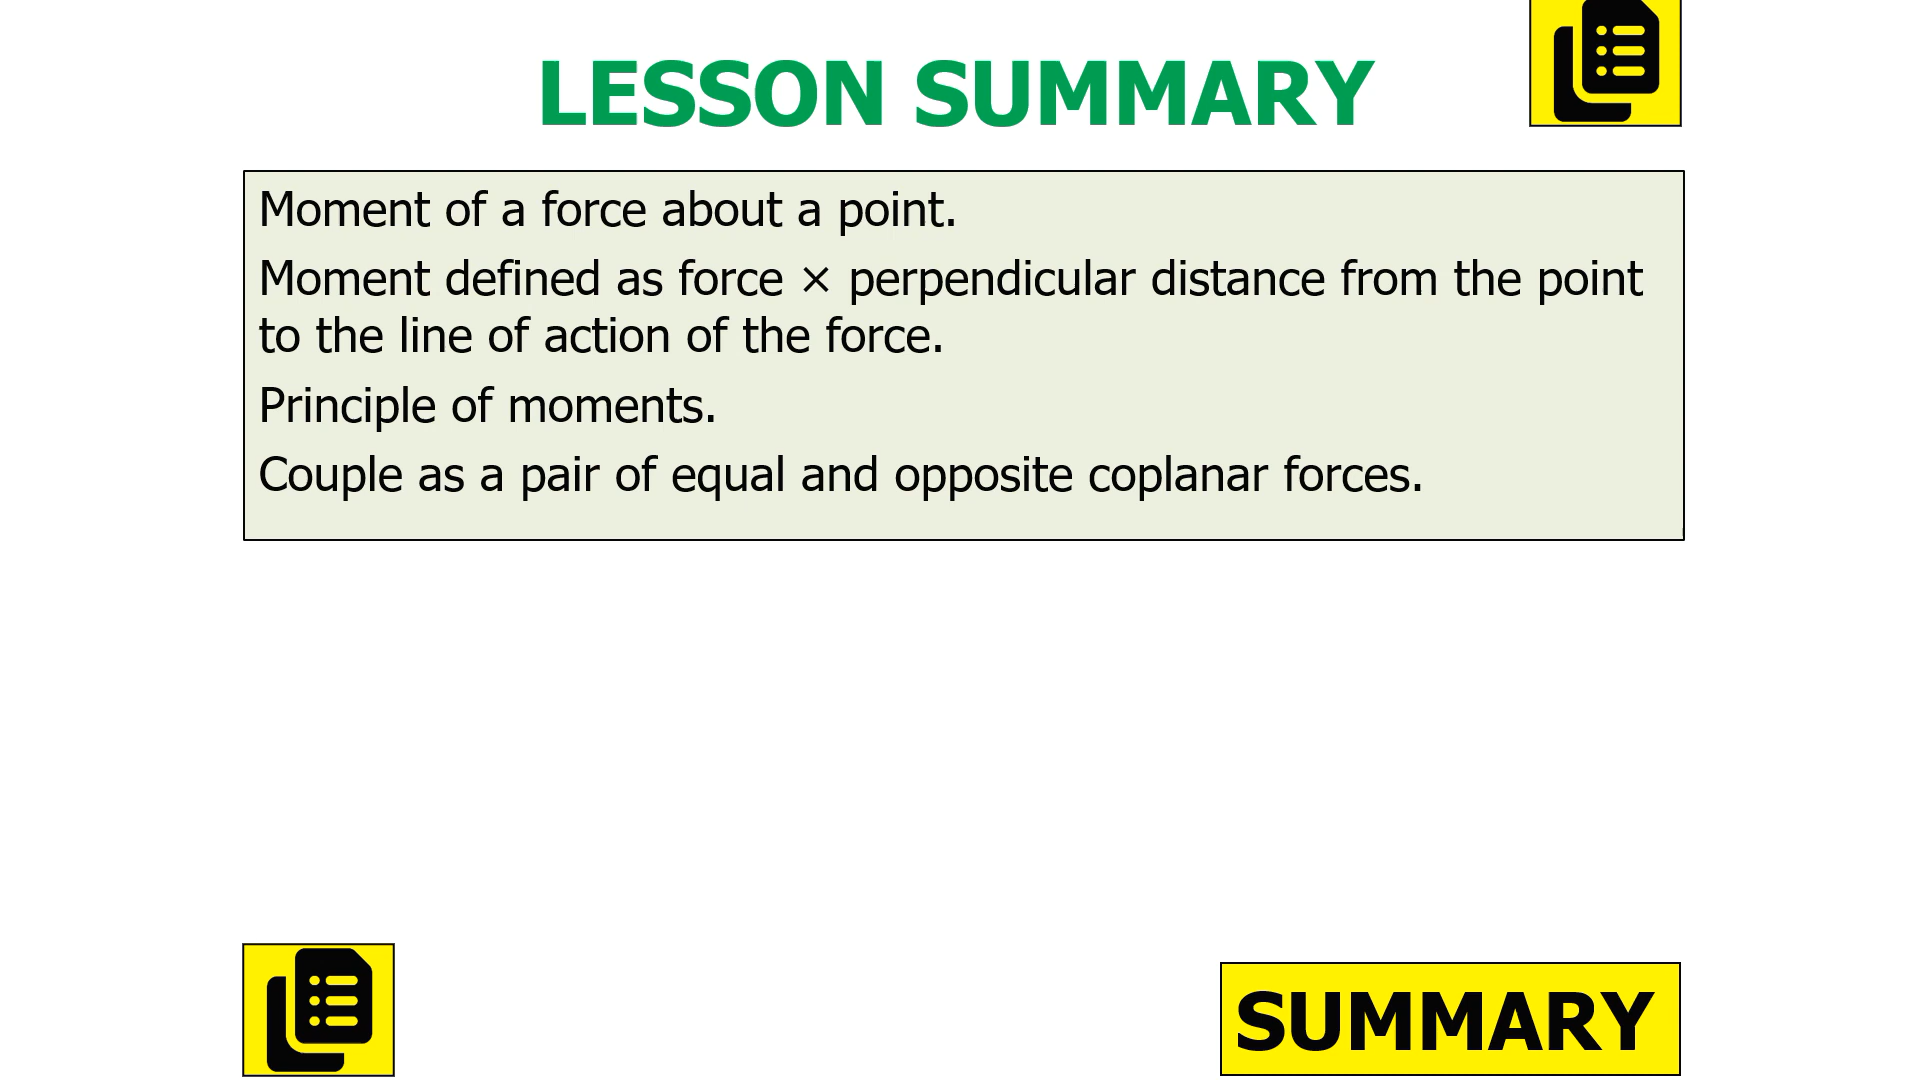 LESSON SUMMARY
Moment of a force about a point.
Moment defined as force × perpendicular distance from the point
to the line of action of the force.
Principle of moments.
Couple as a pair of equal and opposite coplanar forces.
SUMMARY